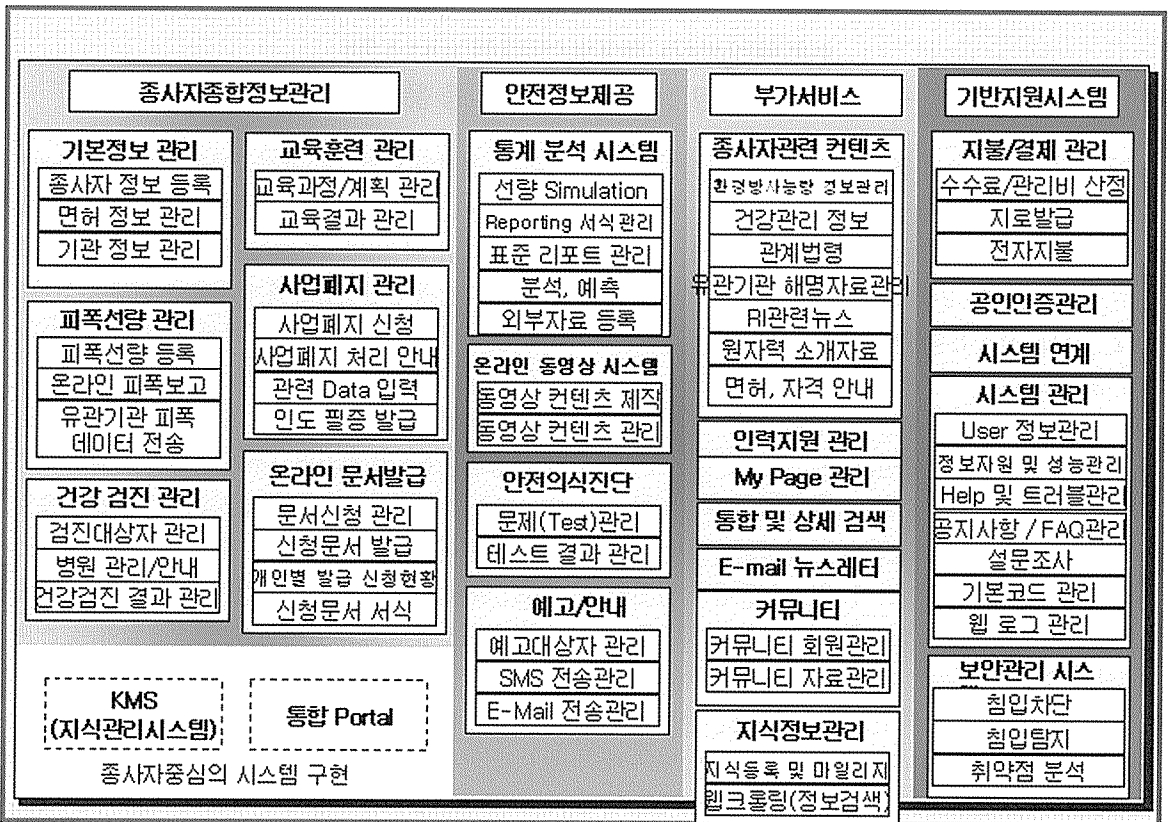 종사자종합정보관리
기본정보 관리
종사자 정보 등록
면허 정보 관리
기관 정보 관리
피폭선량 관리
피폭선량 등록
온라인 피폭보고
유관기관 피폭
데이터 전송
건강 검진 관리
검진대상자 관리
병원 관리/안내
건강검진 결과 관리
교육훈련 관리
교육과정/계획 관리
교육결과 관리
사업폐지 관리
사업폐지 신청
사업폐지 처리 안내
관련 Data 입력
인도 필증 발급
온라인 문서발급
문서신청 관리
신청문서 발급
개인별 발급 신청현황
신청문서 서식
KMS
(지식관리시스템)
통합 Portal
종사자중심의 시스템 구현
안전정보제공
통계 분석 시스템
선량 Simulation
Reporting 서식관리
표준 리포트 관리
분석, 예측
외부자료 등록
온라인 동영상 시스템
동영상 컨텐츠 제작
동영상 컨텐츠 관리
안전의식진단
문제(Test)관리
테스트 결과 관리
예고/안내
예고대상자 관리
SMS 전송관리
E-Mail 전송관리
부가서비스
종사자관련 컨텐츠
환경방사능량 정보관리
건강관리 정보
관계법령
유관기관 해명자료관리
RI관련뉴스
원자력 소개자료
면허, 자격 안내
인력지원 관리
My Page 관리
통합 및 상세 검색
E-mail 뉴스레터
커뮤니티
커뮤니티 회원관리
커뮤니티 자료관리
지식정보관리
지식등록 및 마일리지
웹크롤링(정보검색)
기반지원시스템
지불/결제 관리
수수료/관리비 산정
지로발급
전자지불
공인인증관리
시스템 연계
시스템 관리
User 정보관리
정보자원 및 성능관리
Help 및 트러블관리
공지사항 / FAQ관리
설문조사
기본코드 관리
웹 로그 관리
보안관리 시스
침입차단
침입탐지
취약점 분석